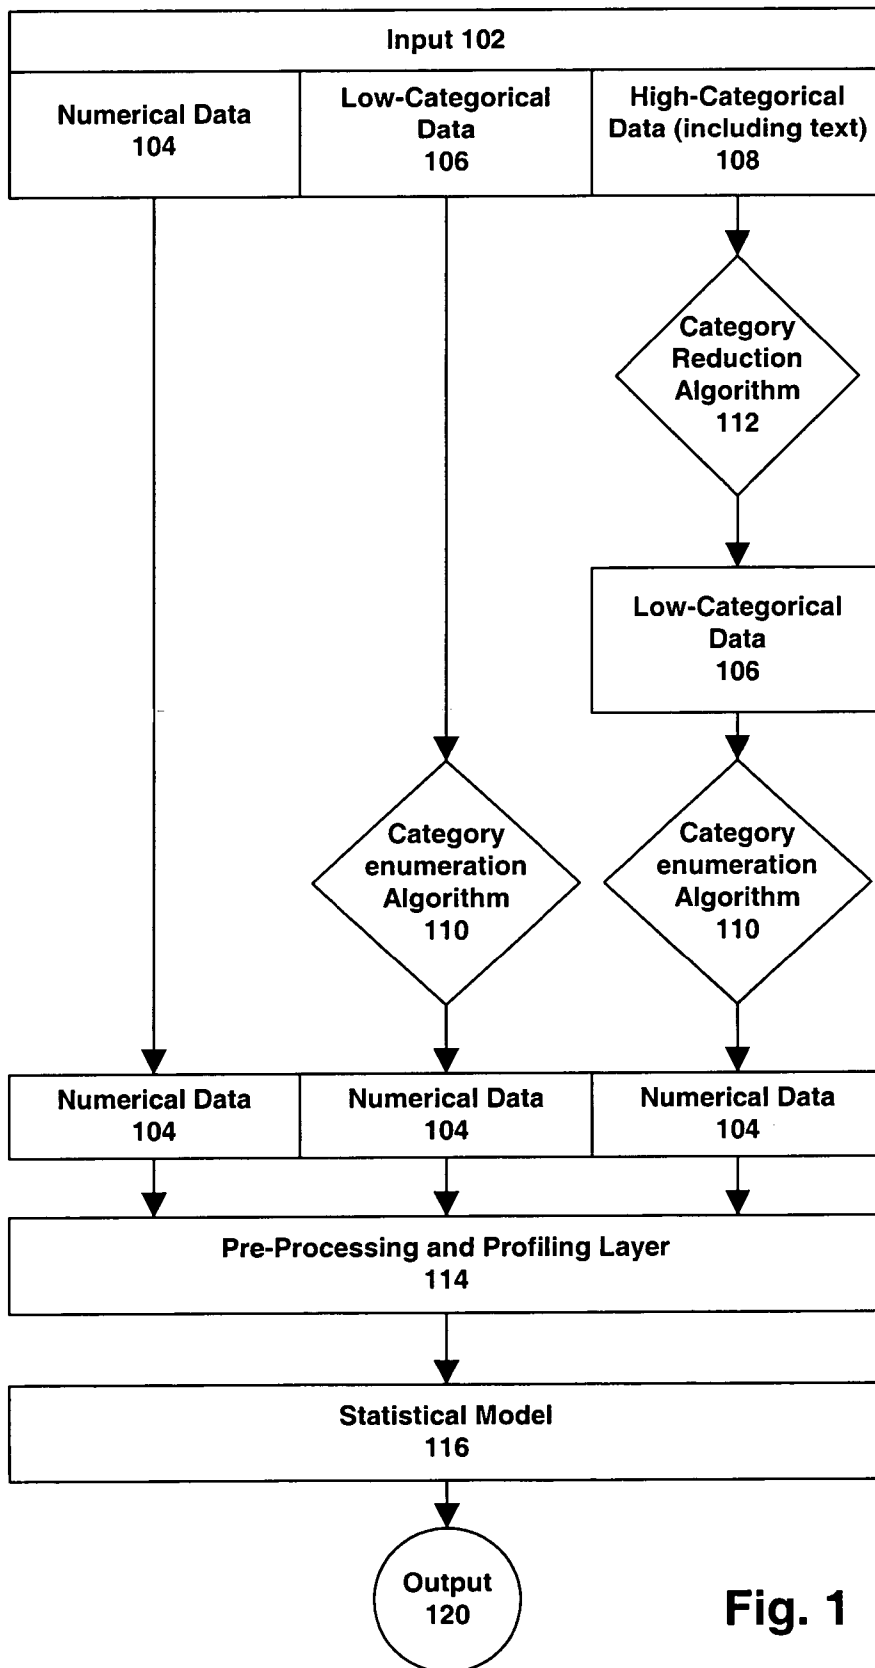 Input 102
Numerical Data
104
Low-Categorical
Data
106
High-Categorical
Data (including text)
108
Category
Reduction
Algorithm
112
Low-Categorical
Data
106
Category
enumeration
Algorithm
110
Category
enumeration
Algorithm
110
Numerical Data
104
Numerical Data
104
Numerical Data
104
Pre-Processing and Profiling Layer
114
Statistical Model
116
Output
120
Fig. 1